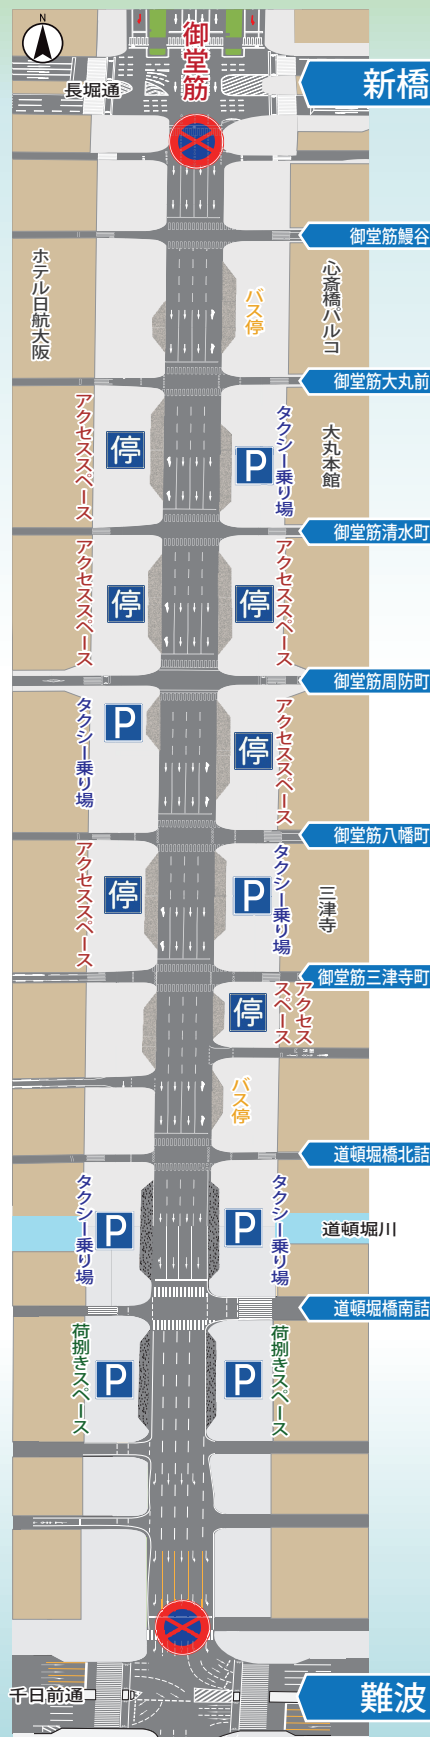 N
御堂筋
新橋
長堀通
御堂筋鰻谷
ホテル日航大阪
バス停
心斎橋パルコ
御堂筋大丸前
アクセススペース
停
P
タクシー乗り場
大丸本館
御堂筋清水町
アクセススペース
停
停
アクセススペース
御堂筋周防町
タクシー乗り場
P
停
アクセススペース
御堂筋八幡町
アクセススペース
停
P
タクシー乗り場
三津寺
御堂筋三津寺町
停
アクセス
スペース
バス停
道頓堀橋北詰
タクシー乗り場
P
P
タクシー乗り場
道頓堀川
道頓堀橋南詰
荷捌きスペース
P
P
荷捌きスペース
千日前通
難波